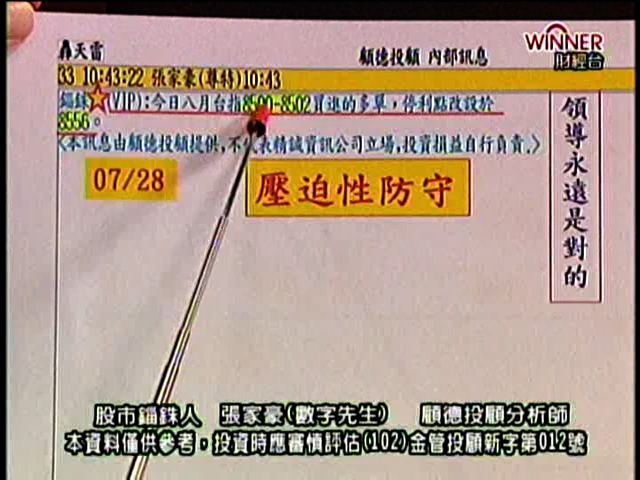 轟天雷
顧德投顧 內部訊息
WINNER
財經台
33 10:43:22 張家豪(尊特)10:43
錙銖(VIP):今日八月台指8500-8502買進的多單，停利點改設於
8556。
〈本訊息由顧德投顧提供,不代表精誠資訊公司立場,投資損益自行負責.〉
07/28
壓迫性防守
領導永遠是對的
股市錙銖人 張家豪(數字先生) 顧德投顧分析師
本資料僅供參考，投資時應審慎評估(102)金管投顧新字第012號